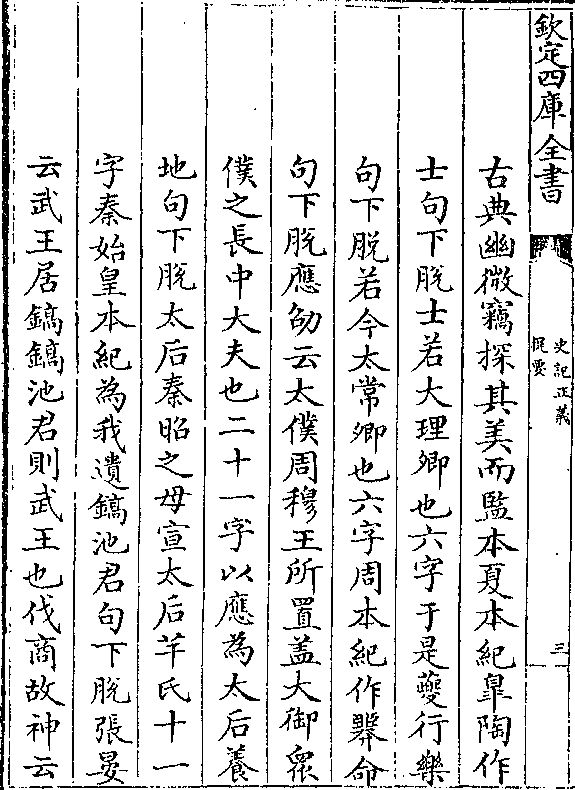 欽定四庫全書
史記正義
提要
三
古典幽微竊探其美而監本夏本紀臯陶作
士句下脫士若大理卿也六字于是夔行樂
句下脫若今太常卿也六字周本紀作臩命
句下脫應劭云太僕周穆王所置盖大御衆
僕之長中大夫也二十一字以應為太后養
地句下脫太后秦昭之母宣太后芊氏十一
字秦始皇本紀為我遺鎬池君句下脫張晏
云武王居鎬鎬池君則武王也伐商故神云